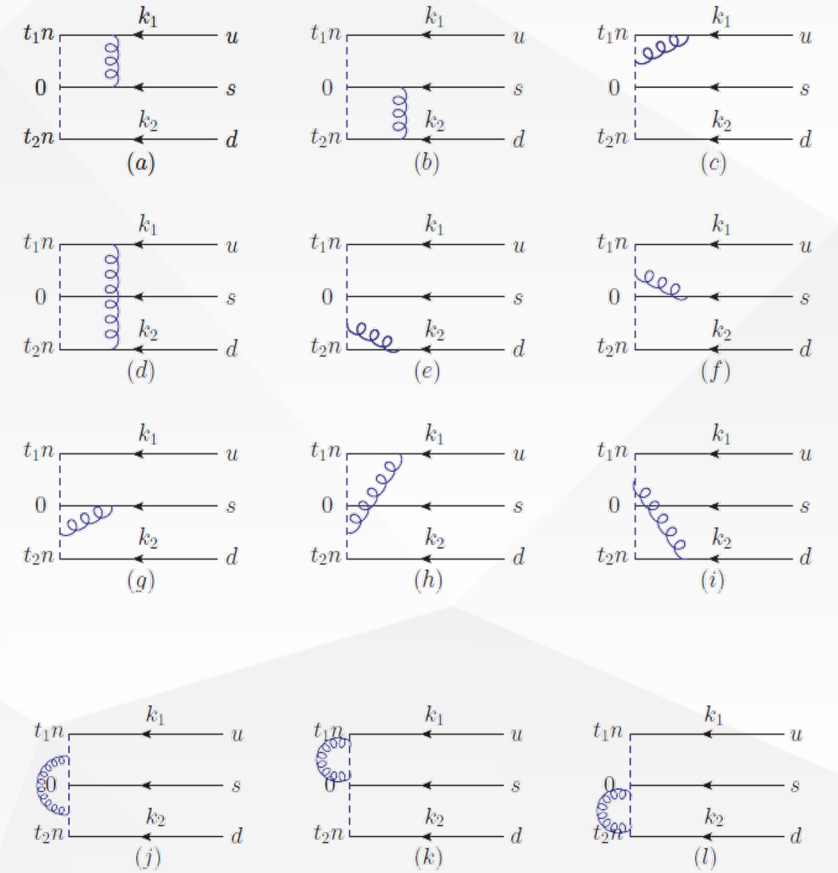 k₁ k₁ k₁
t₁n u t₁n u t₁n u
0 s 0 s 0 s
k₂ k₂ k₂
t₂n d t₂n d t₂n d
(a) (b) (c)
k₁ k₁ k₁
t₁n u t₁n u t₁n u
0 s 0 s 0 s
k₂ k₂ k₂
t₂n d t₂n d t₂n d
(d) (e) (f)
k₁ k₁ k₁
t₁n u t₁n u t₁n u
0 s 0 s 0 s
k₂ k₂ k₂
t₂n d t₂n d t₂n d
(g) (h) (i)
k₁ k₁ k₁
t₁n u t₁n u t₁n u
0 s 0 s 0 s
k₂ k₂ k₂
t₂n d t₂n d t₂n d
(j) (k) (l)